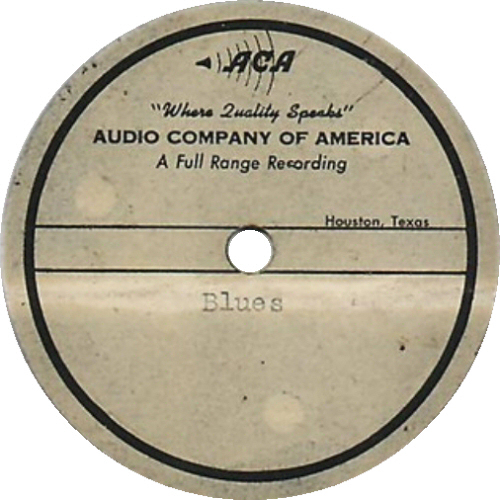 ACA
"Where Quality Speaks"
AUDIO COMPANY OF AMERICA
A Full Range Recording
Houston, Texas
Blues